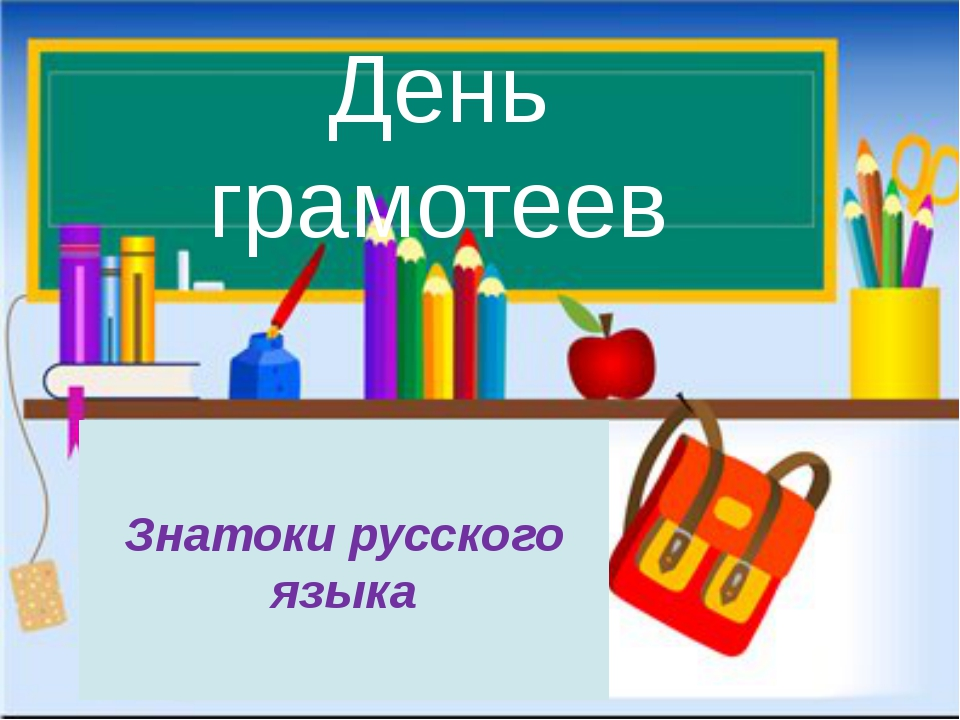 День
грамотеев
Знатоки русского
языка